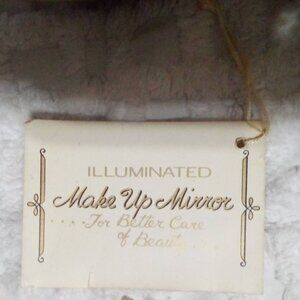 ILLUMINATED
Make Up Mirror
....For Better Care
of Beauty....